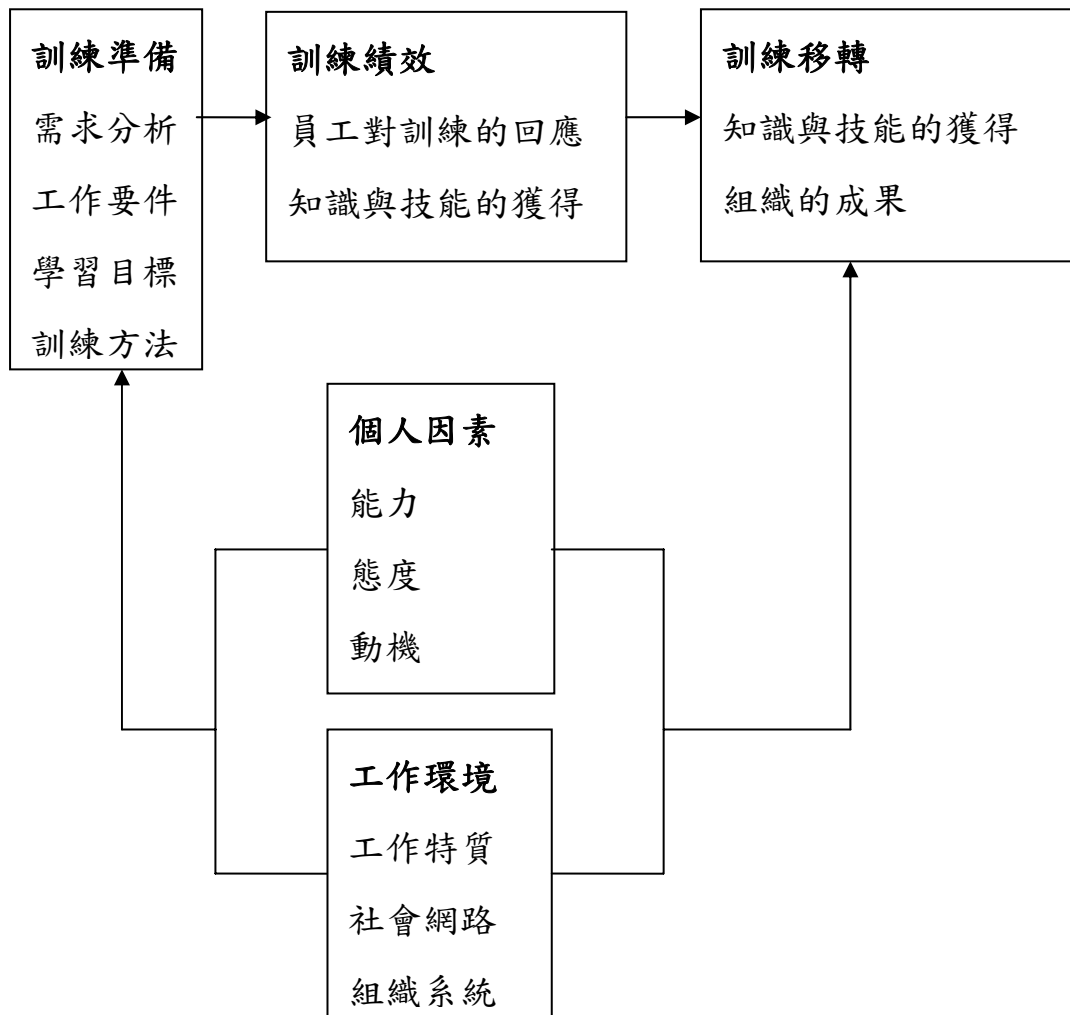 訓練準備
需求分析
工作要件
學習目標
訓練方法
訓練績效
員工對訓練的回應
知識與技能的獲得
訓練移轉
知識與技能的獲得
組織的成果
個人因素
能力
態度
動機
工作環境
工作特質
社會網路
組織系統